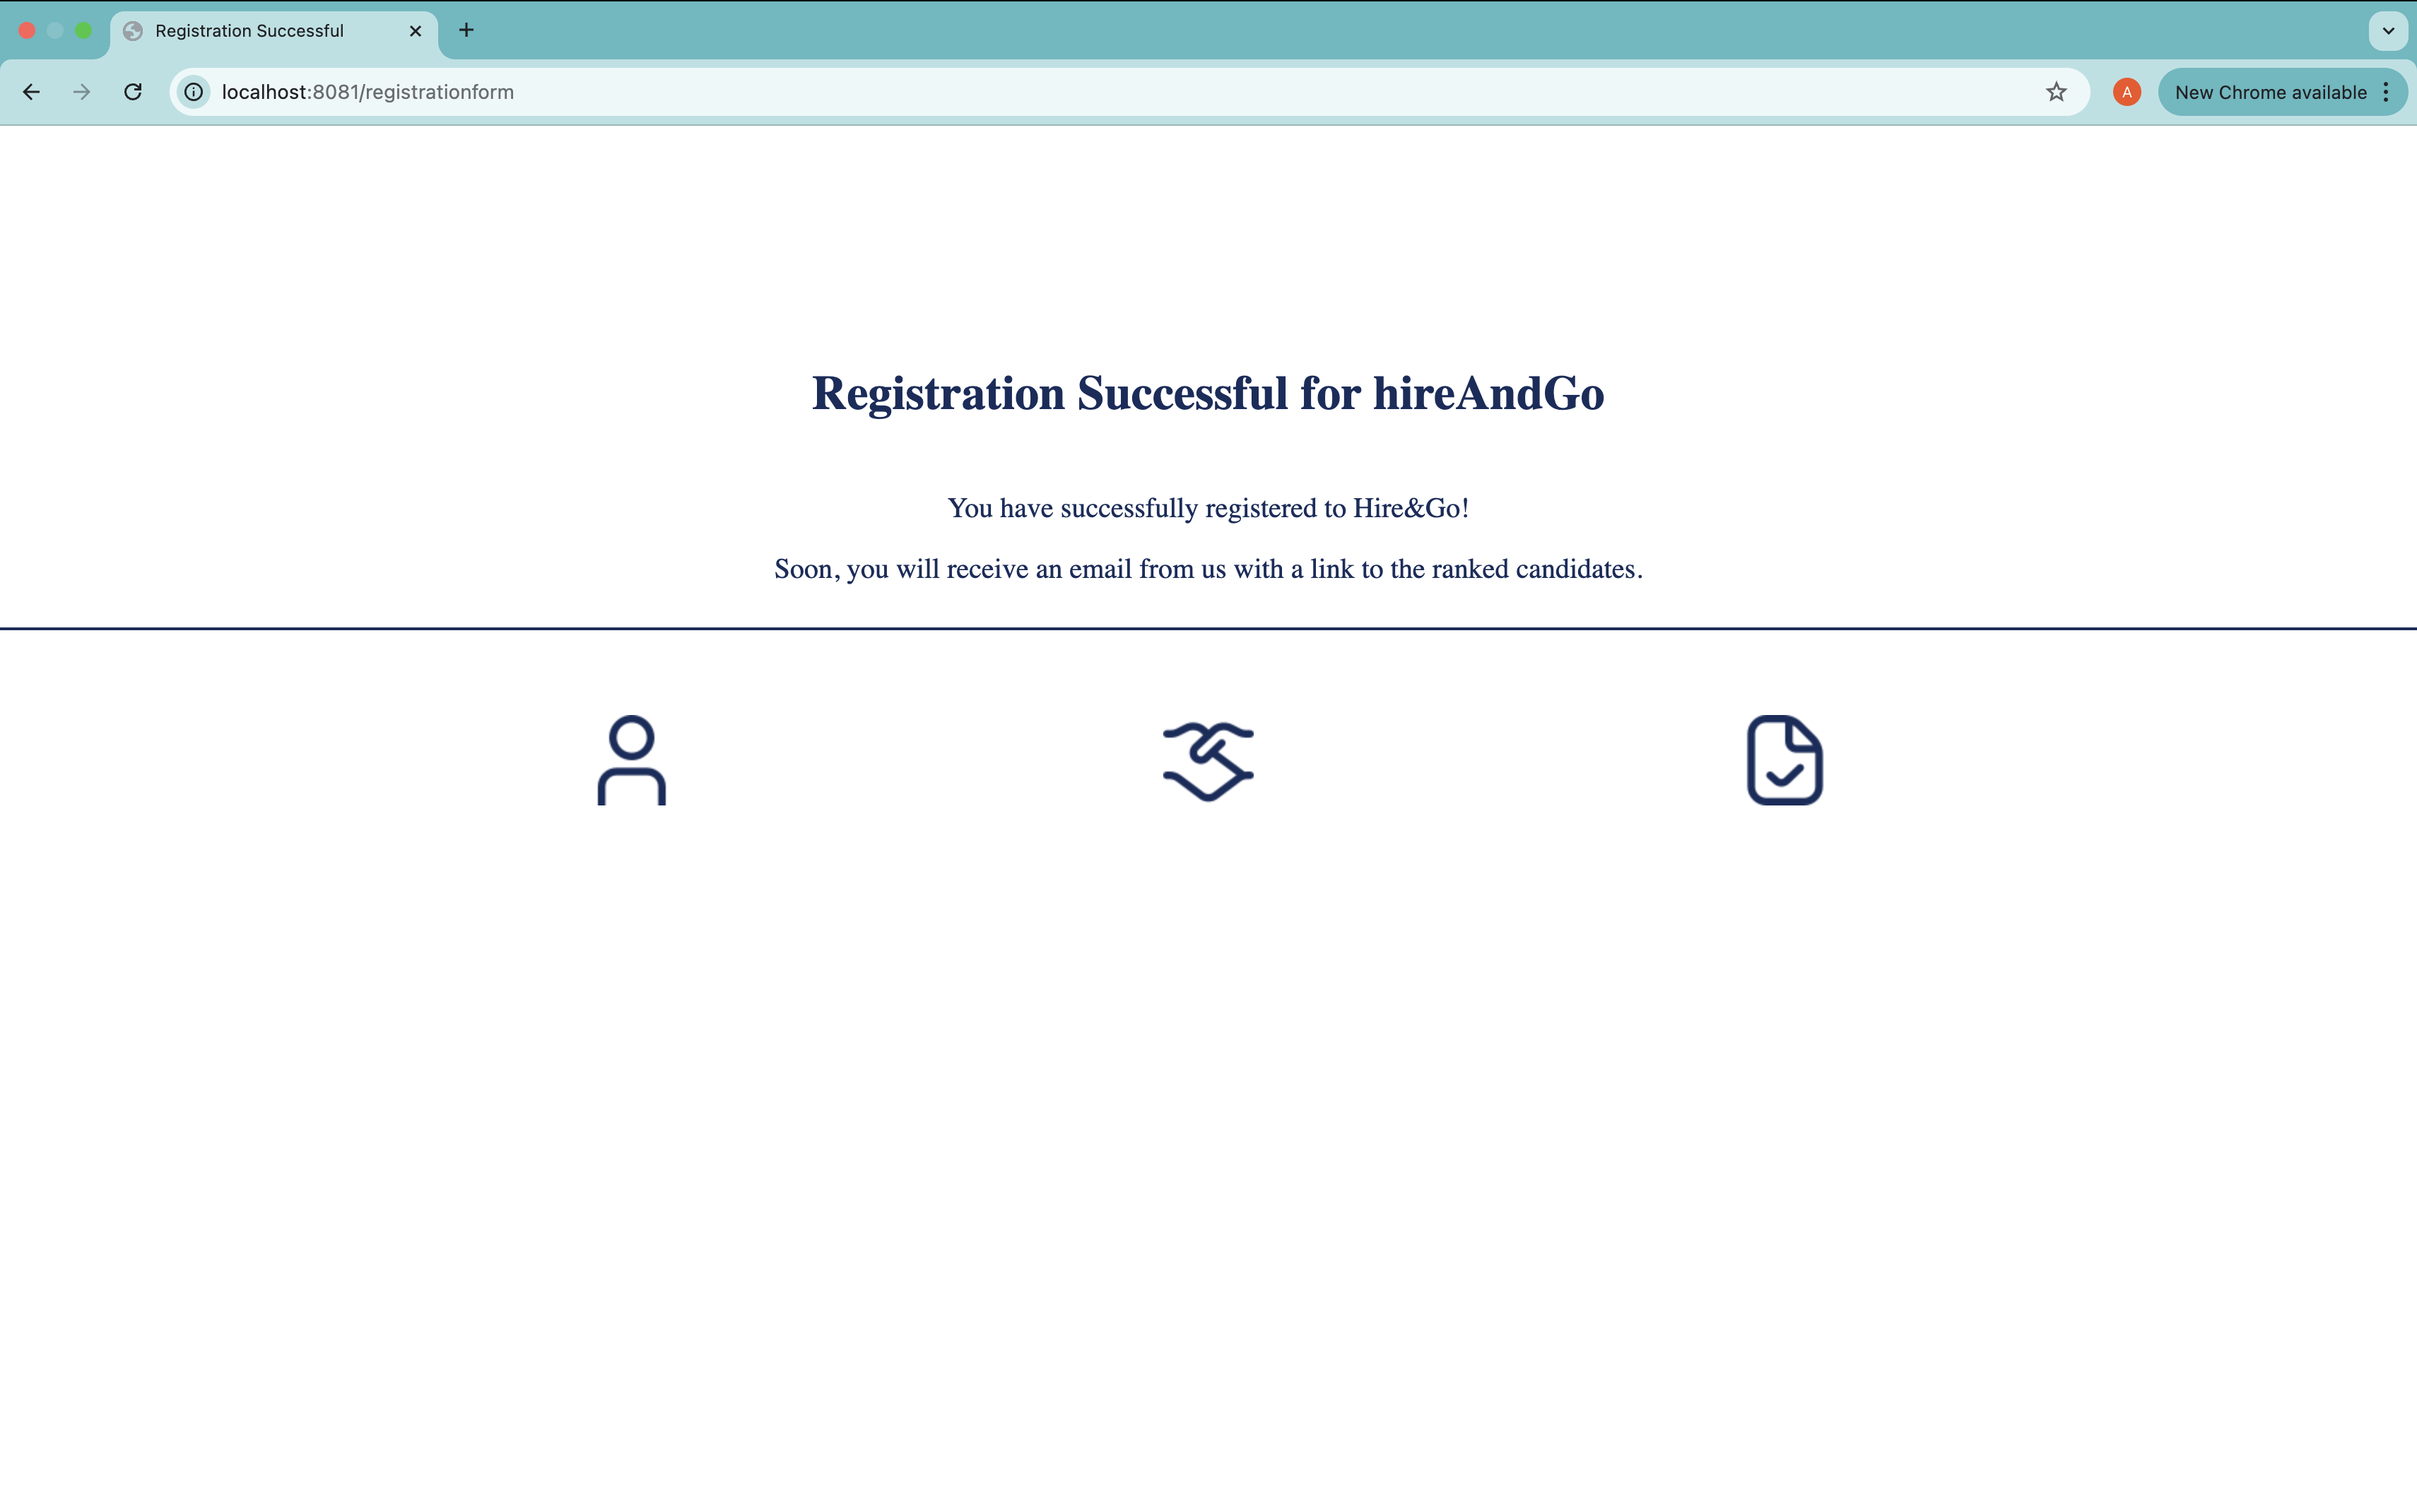 Registration Successful
localhost:8081/registrationform
A
New Chrome available
Registration Successful for hireAndGo
You have successfully registered to Hire&Go!
Soon, you will receive an email from us with a link to the ranked candidates.